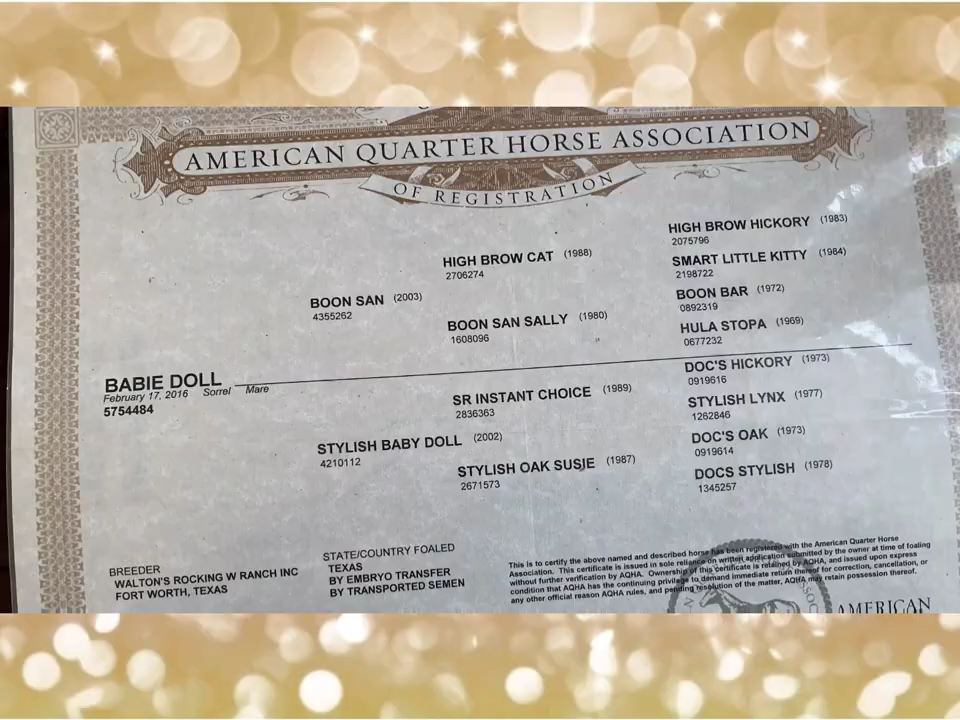 AMERICAN QUARTER HORSE ASSOCIATION
OF REGISTRATION
HIGH BROW HICKORY (1983)
2075796
HIGH BROW CAT (1988)
2706274
SMART LITTLE KITTY (1984)
2198722
BOON SAN (2003)
4355262
BOON BAR (1972)
0892319
BOON SAN SALLY (1980)
1608096
HULA STOPA (1969)
0677232
BABIE DOLL
February 17, 2016 Sorrel Mare
5754484
DOC'S HICKORY (1973)
0919616
SR INSTANT CHOICE (1989)
2836363
STYLISH LYNX (1977)
1262846
STYLISH BABY DOLL (2002)
4210112
DOC'S OAK (1973)
0919614
STYLISH OAK SUSIE (1987)
2671573
DOCS STYLISH (1978)
1345257
BREEDER
WALTON'S ROCKING W RANCH INC
FORT WORTH, TEXAS
STATE/COUNTRY FOALED
TEXAS
BY EMBRYO TRANSFER
BY TRANSPORTED SEMEN
This is to certify the above named and described horse has been registered with the American Quarter Horse
Association. This certificate is issued in sole reliance on written application submitted by the owner at time of foaling
without further verification by AQHA. Ownership of this certificate is retained by AQHA, and issued upon express
condition that AQHA has the continuing privilege to demand immediate return thereof for correction, cancellation, or
any other official reason AQHA rules, and pending resolution of the matter, AQHA may retain possession thereof.
AMERICAN